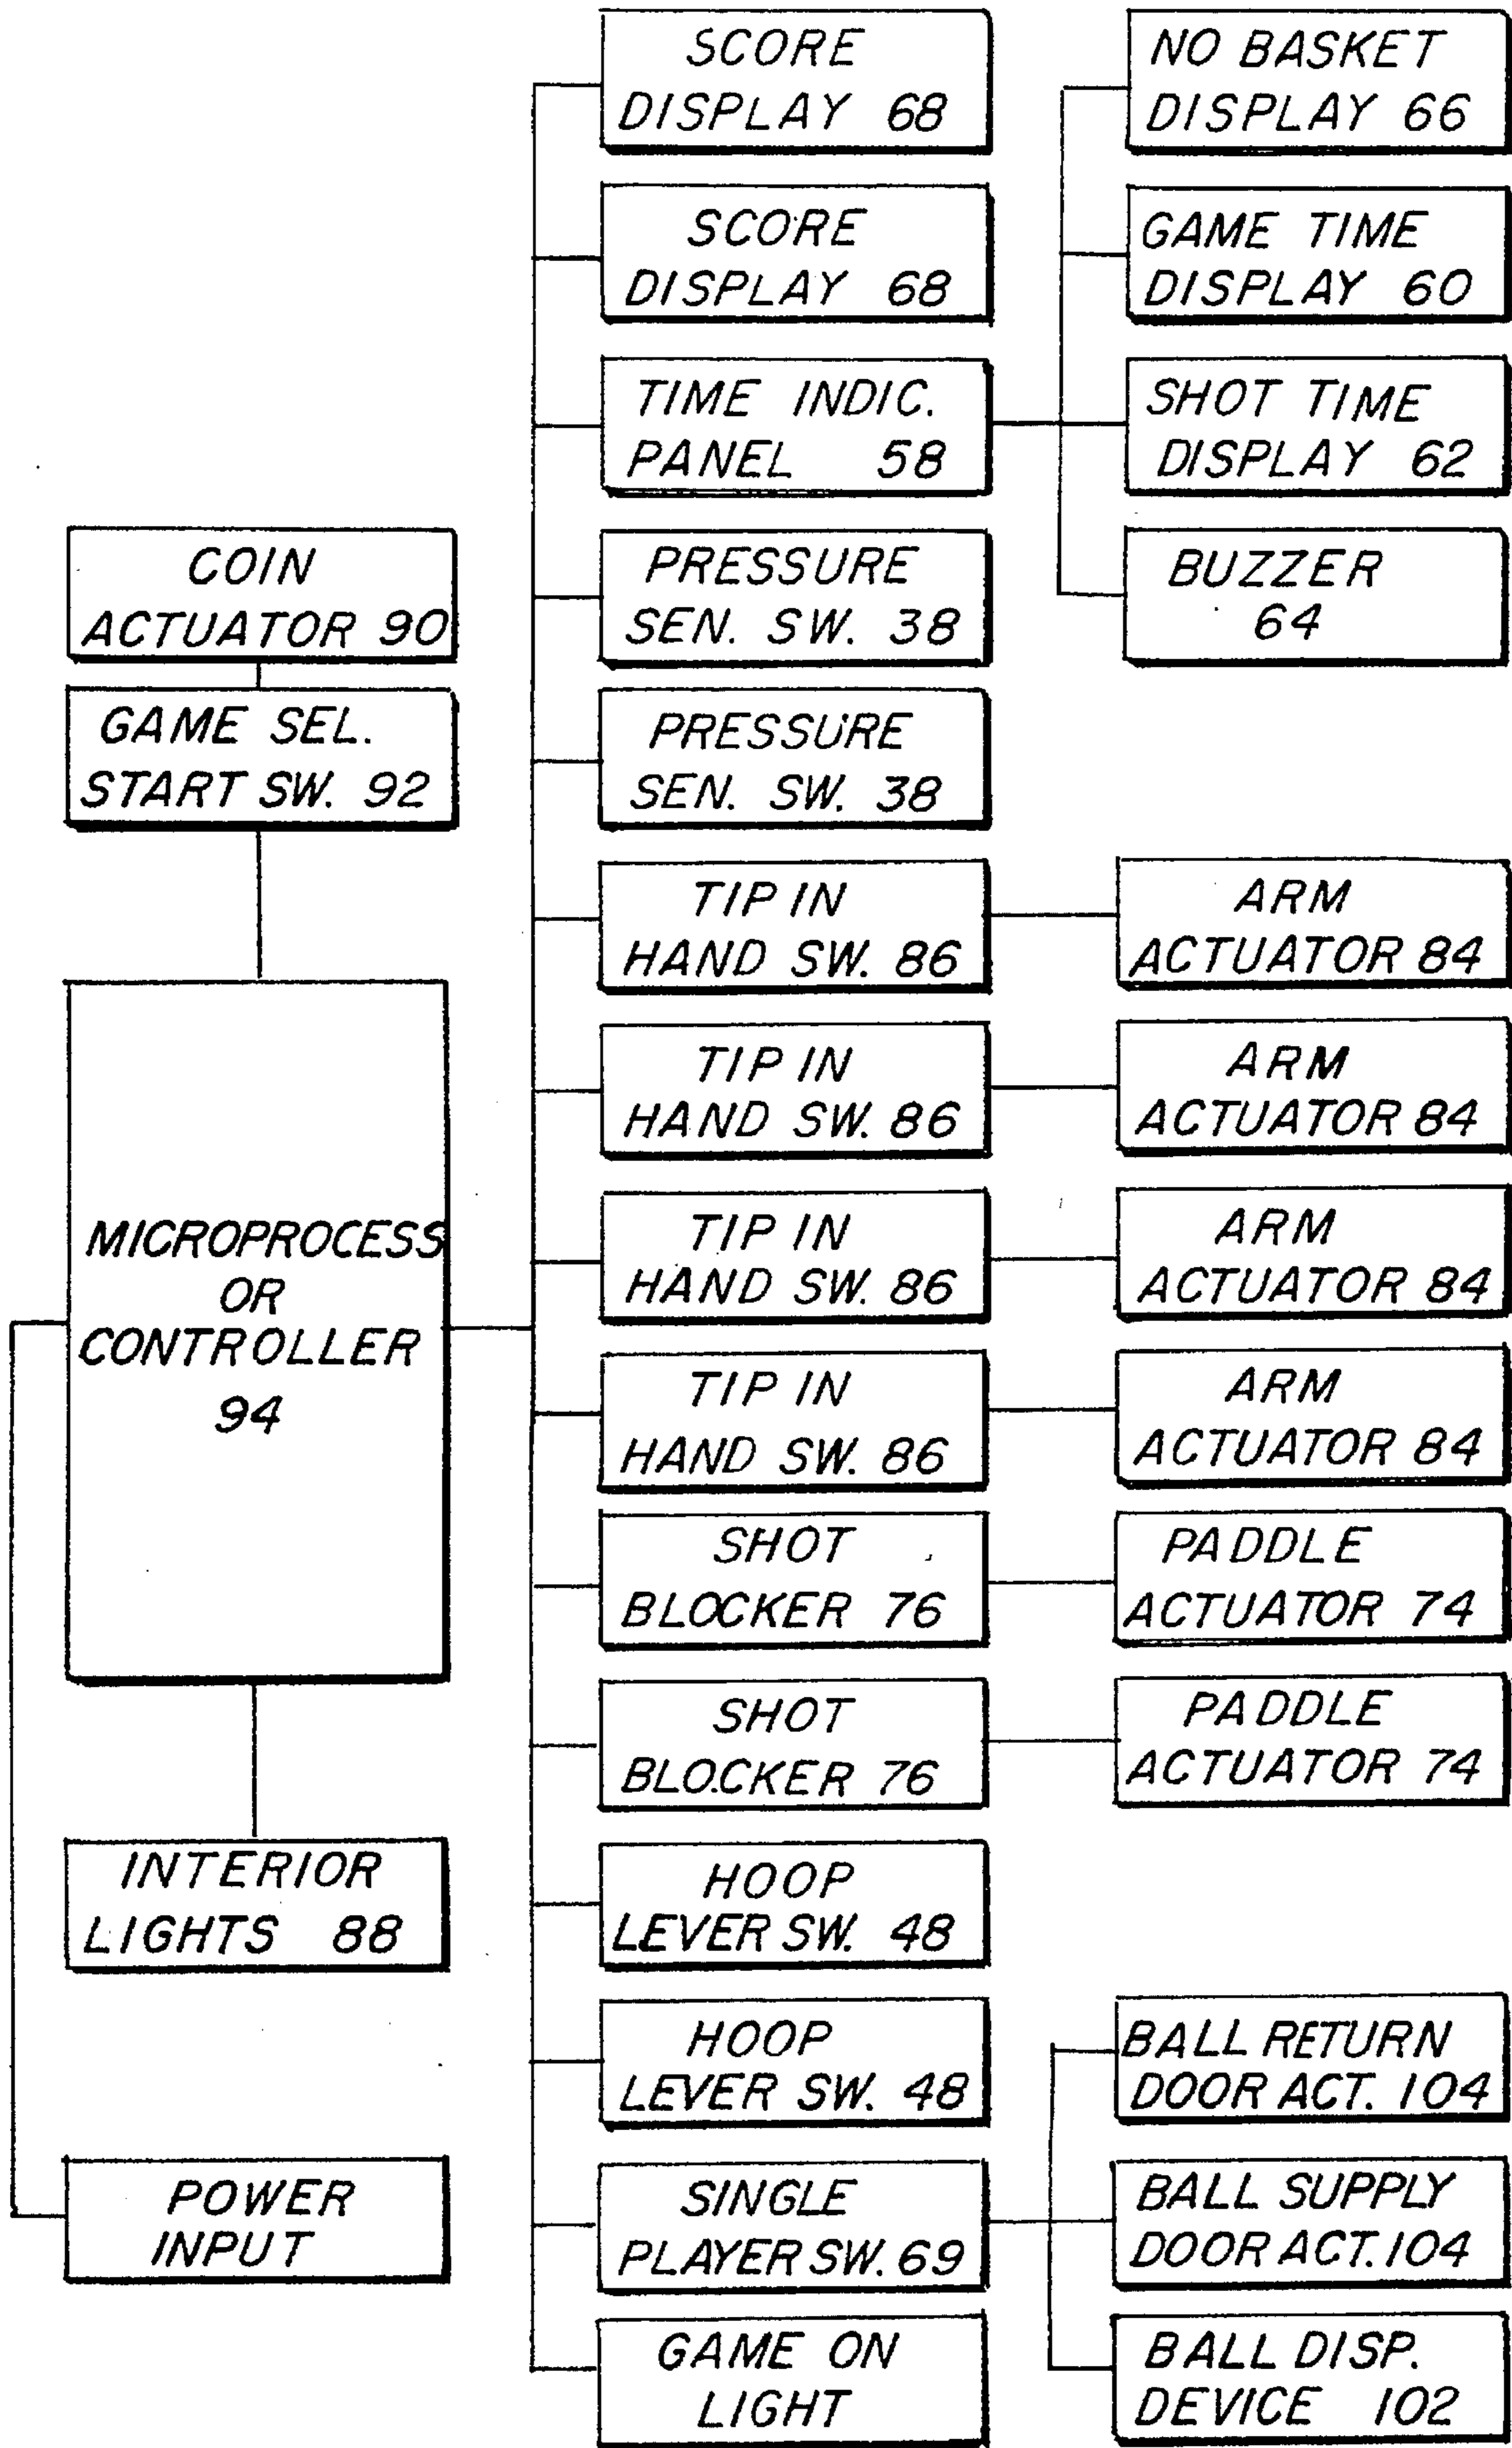 SCORE
DISPLAY 68
SCORE
DISPLAY 68
TIME INDIC.
PANEL 58
PRESSURE
SEN. SW. 38
PRESSURE
SEN. SW. 38
TIP IN
HAND SW. 86
TIP IN
HAND SW. 86
TIP IN
HAND SW. 86
TIP IN
HAND SW. 86
SHOT
BLOCKER 76
SHOT
BLOCKER 76
HOOP
LEVER SW. 48
HOOP
LEVER SW. 48
SINGLE
PLAYER SW. 69
GAME ON
LIGHT
NO BASKET
DISPLAY 66
GAME TIME
DISPLAY 60
SHOT TIME
DISPLAY 62
BUZZER
64
ARM
ACTUATOR 84
ARM
ACTUATOR 84
ARM
ACTUATOR 84
ARM
ACTUATOR 84
PADDLE
ACTUATOR 74
PADDLE
ACTUATOR 74
BALL RETURN
DOOR ACT. 104
BALL SUPPLY
DOOR ACT. 104
BALL DISP.
DEVICE 102
COIN
ACTUATOR 90
GAME SEL.
START SW. 92
MICROPROCESS
OR
CONTROLLER
94
INTERIOR
LIGHTS 88
POWER
INPUT